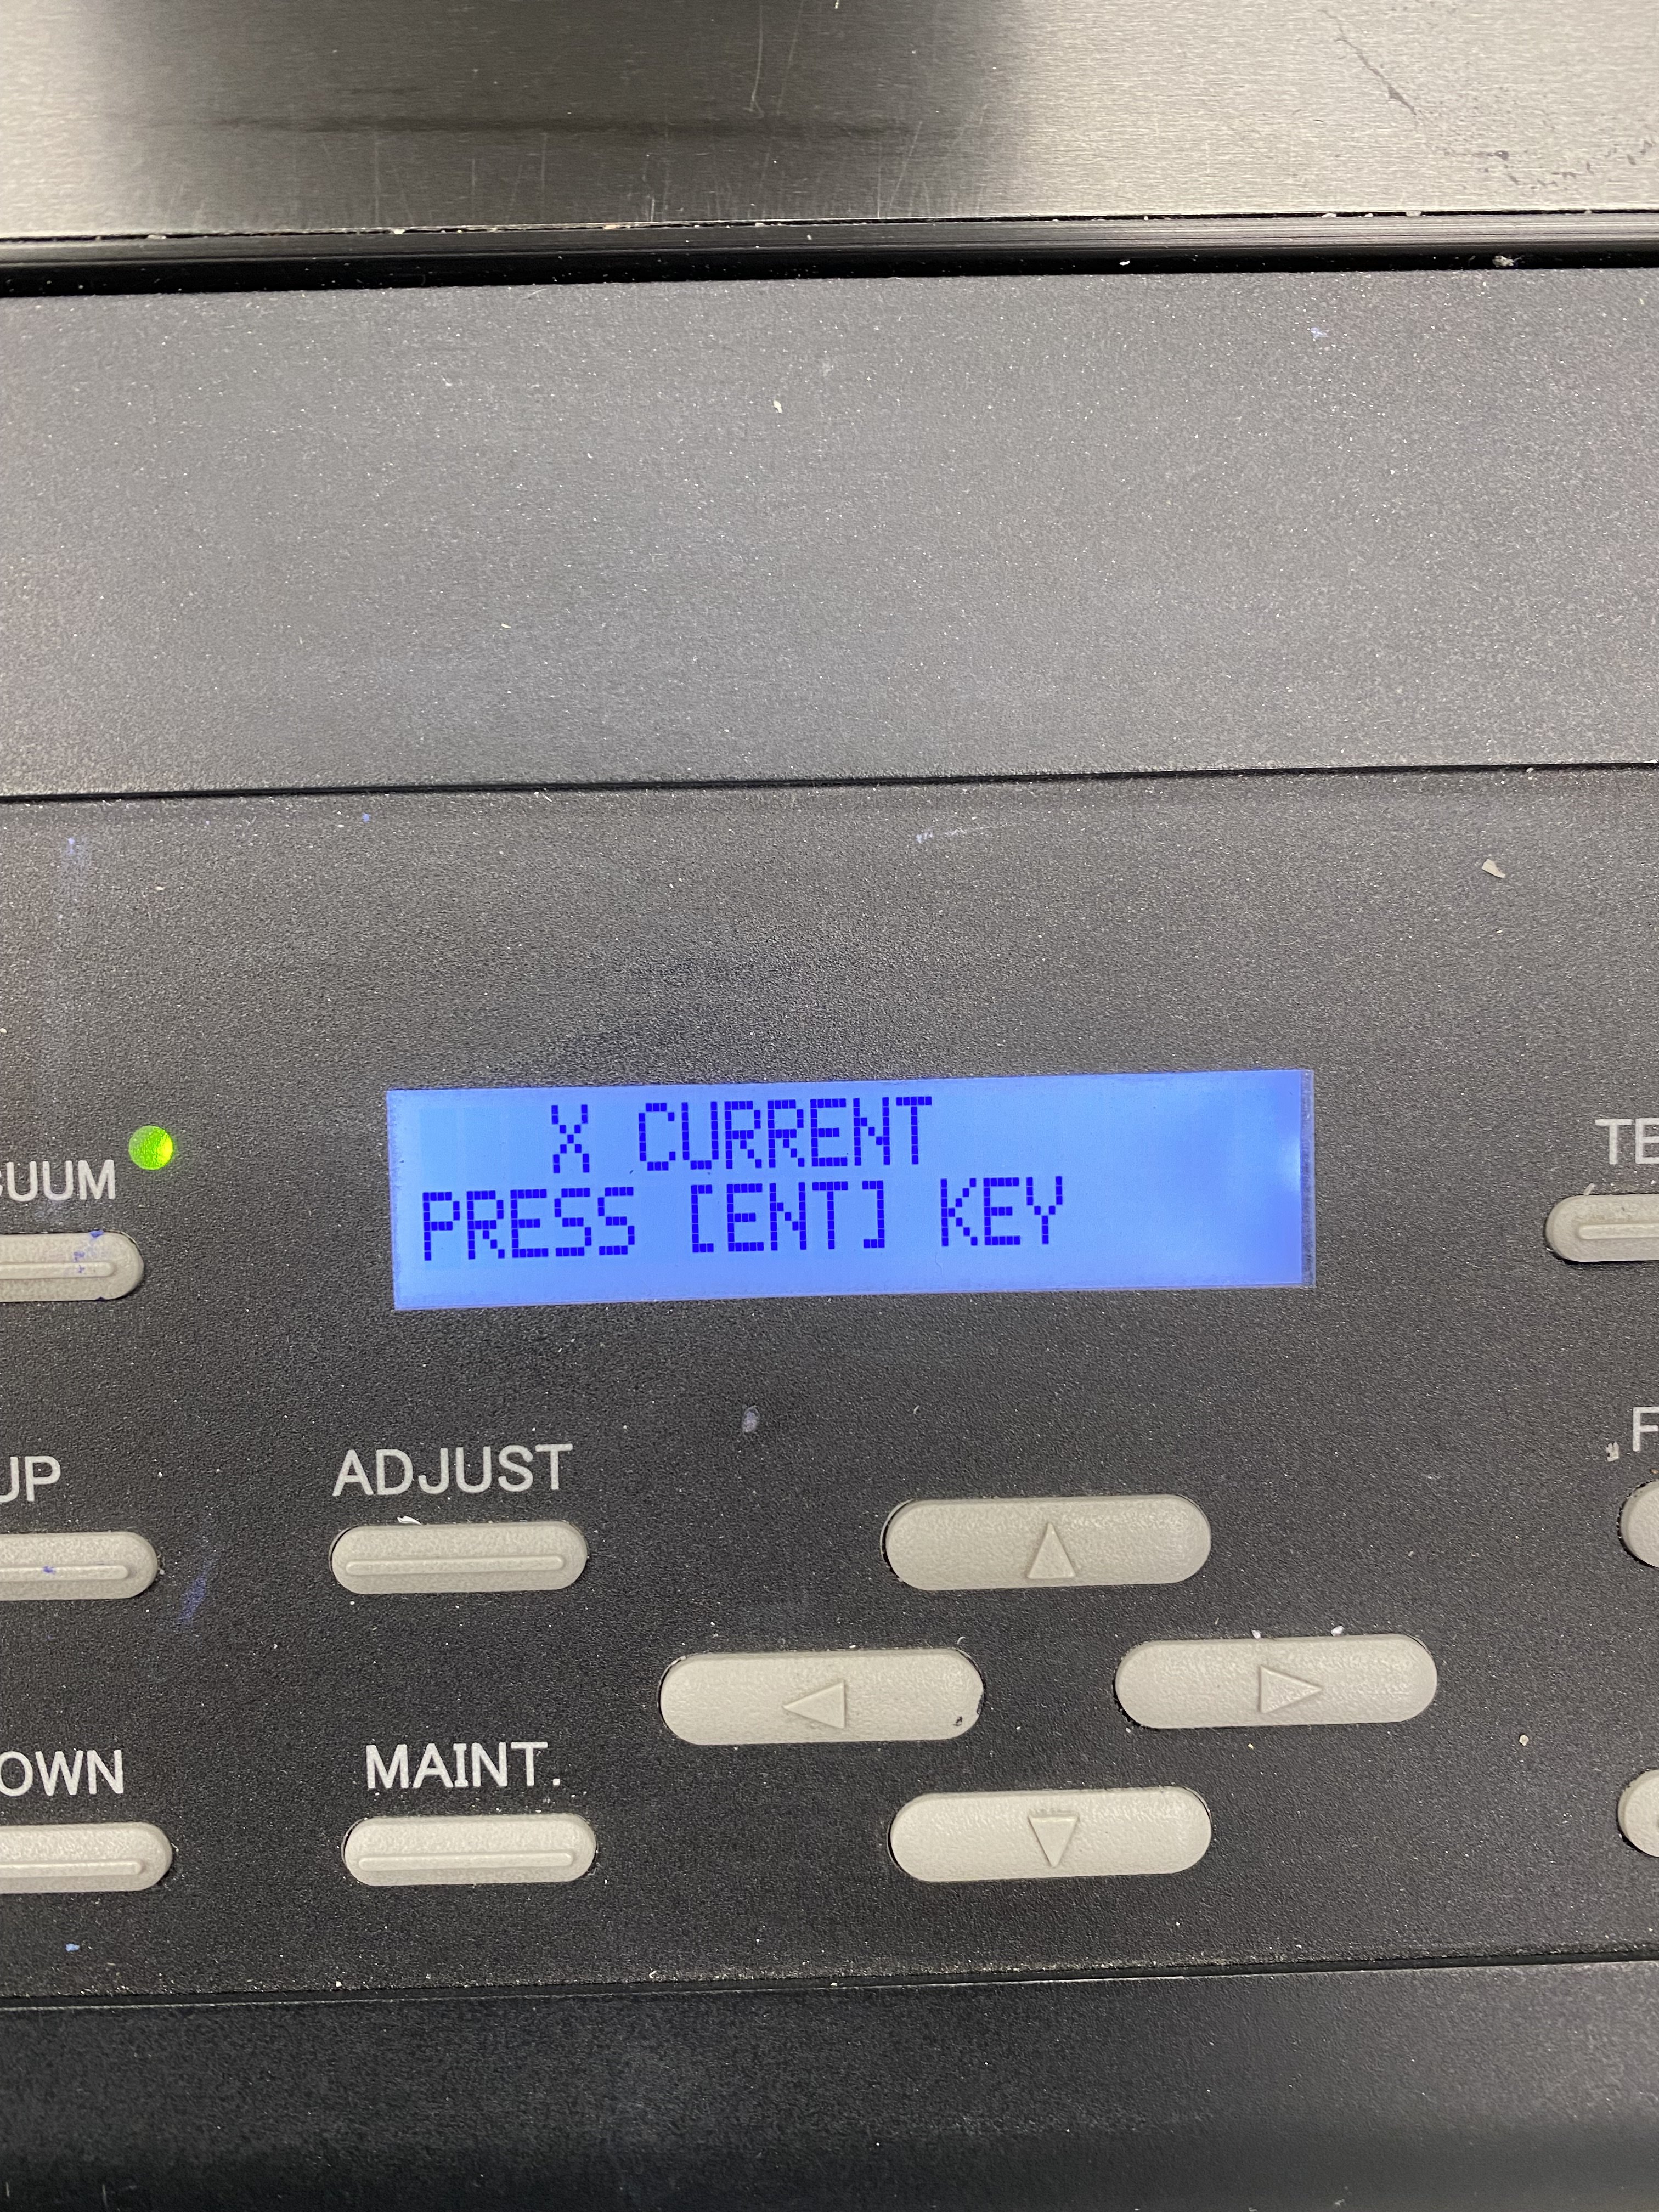 X CURRENT
PRESS [ENT] KEY
ADJUST
MAINT.